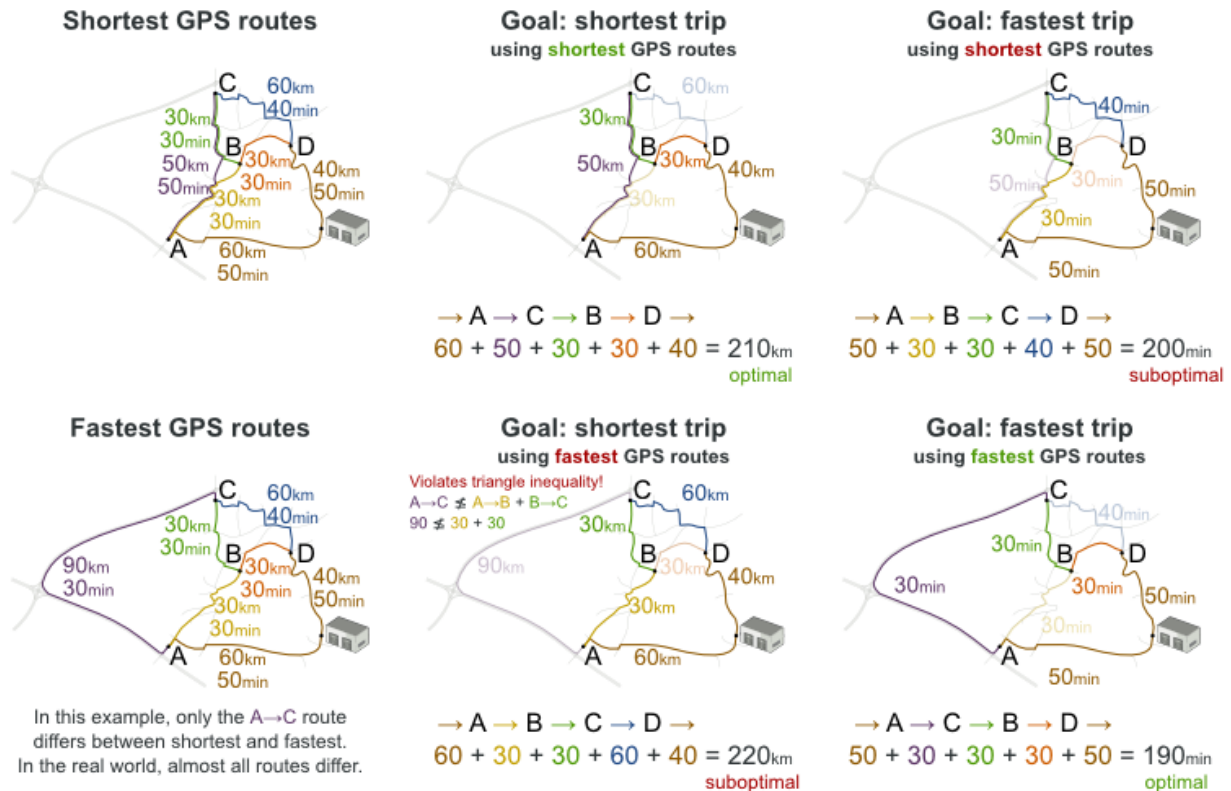 Shortest GPS routes
C
60km
40min
30km
30min
B
D
50km
50min
30km
30min
40km
50min
30km
30min
A
60km
50min
Goal: shortest trip
using shortest GPS routes
C
60km
30km
B
D
50km
30km
40km
30km
A
60km
→ A → C → B → D →
60 + 50 + 30 + 30 + 40 = 210km
optimal
Goal: fastest trip
using shortest GPS routes
C
40min
30min
B
D
50min
30min
50min
30min
A
50min
→ A → B → C → D →
50 + 30 + 30 + 40 + 50 = 200min
suboptimal
Fastest GPS routes
C
60km
40min
30km
30min
B
D
90km
30min
30km
30min
40km
50min
30km
30min
A
60km
50min
In this example, only the A→C route
differs between shortest and fastest.
In the real world, almost all routes differ.
Goal: shortest trip
using fastest GPS routes
Violates triangle inequality!
A→C ≰ A→B + B→C
90 ≰ 30 + 30
C
60km
30km
B
D
90km
30km
40km
30km
A
60km
→ A → B → C → D →
60 + 30 + 30 + 60 + 40 = 220km
suboptimal
Goal: fastest trip
using fastest GPS routes
C
40min
30min
B
D
30min
30min
50min
30min
A
50min
→ A → C → B → D →
50 + 30 + 30 + 30 + 50 = 190min
optimal